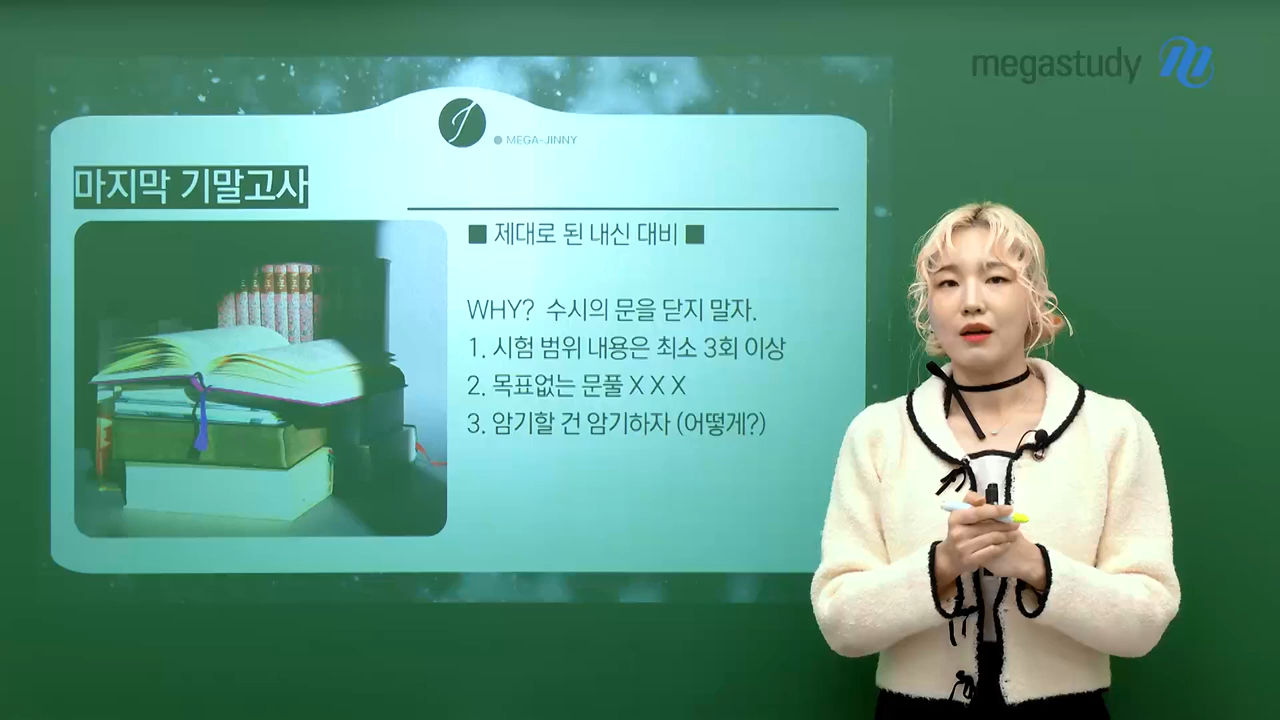 megastudy
J
MEGA-JINNY
마지막 기말고사
■ 제대로 된 내신 대비 ■
WHY? 수시의 문을 닫지 말자.
1. 시험 범위 내용은 최소 3회 이상
2. 목표없는 문풀 X X X
3. 암기할 건 암기하자 (어떻게?)